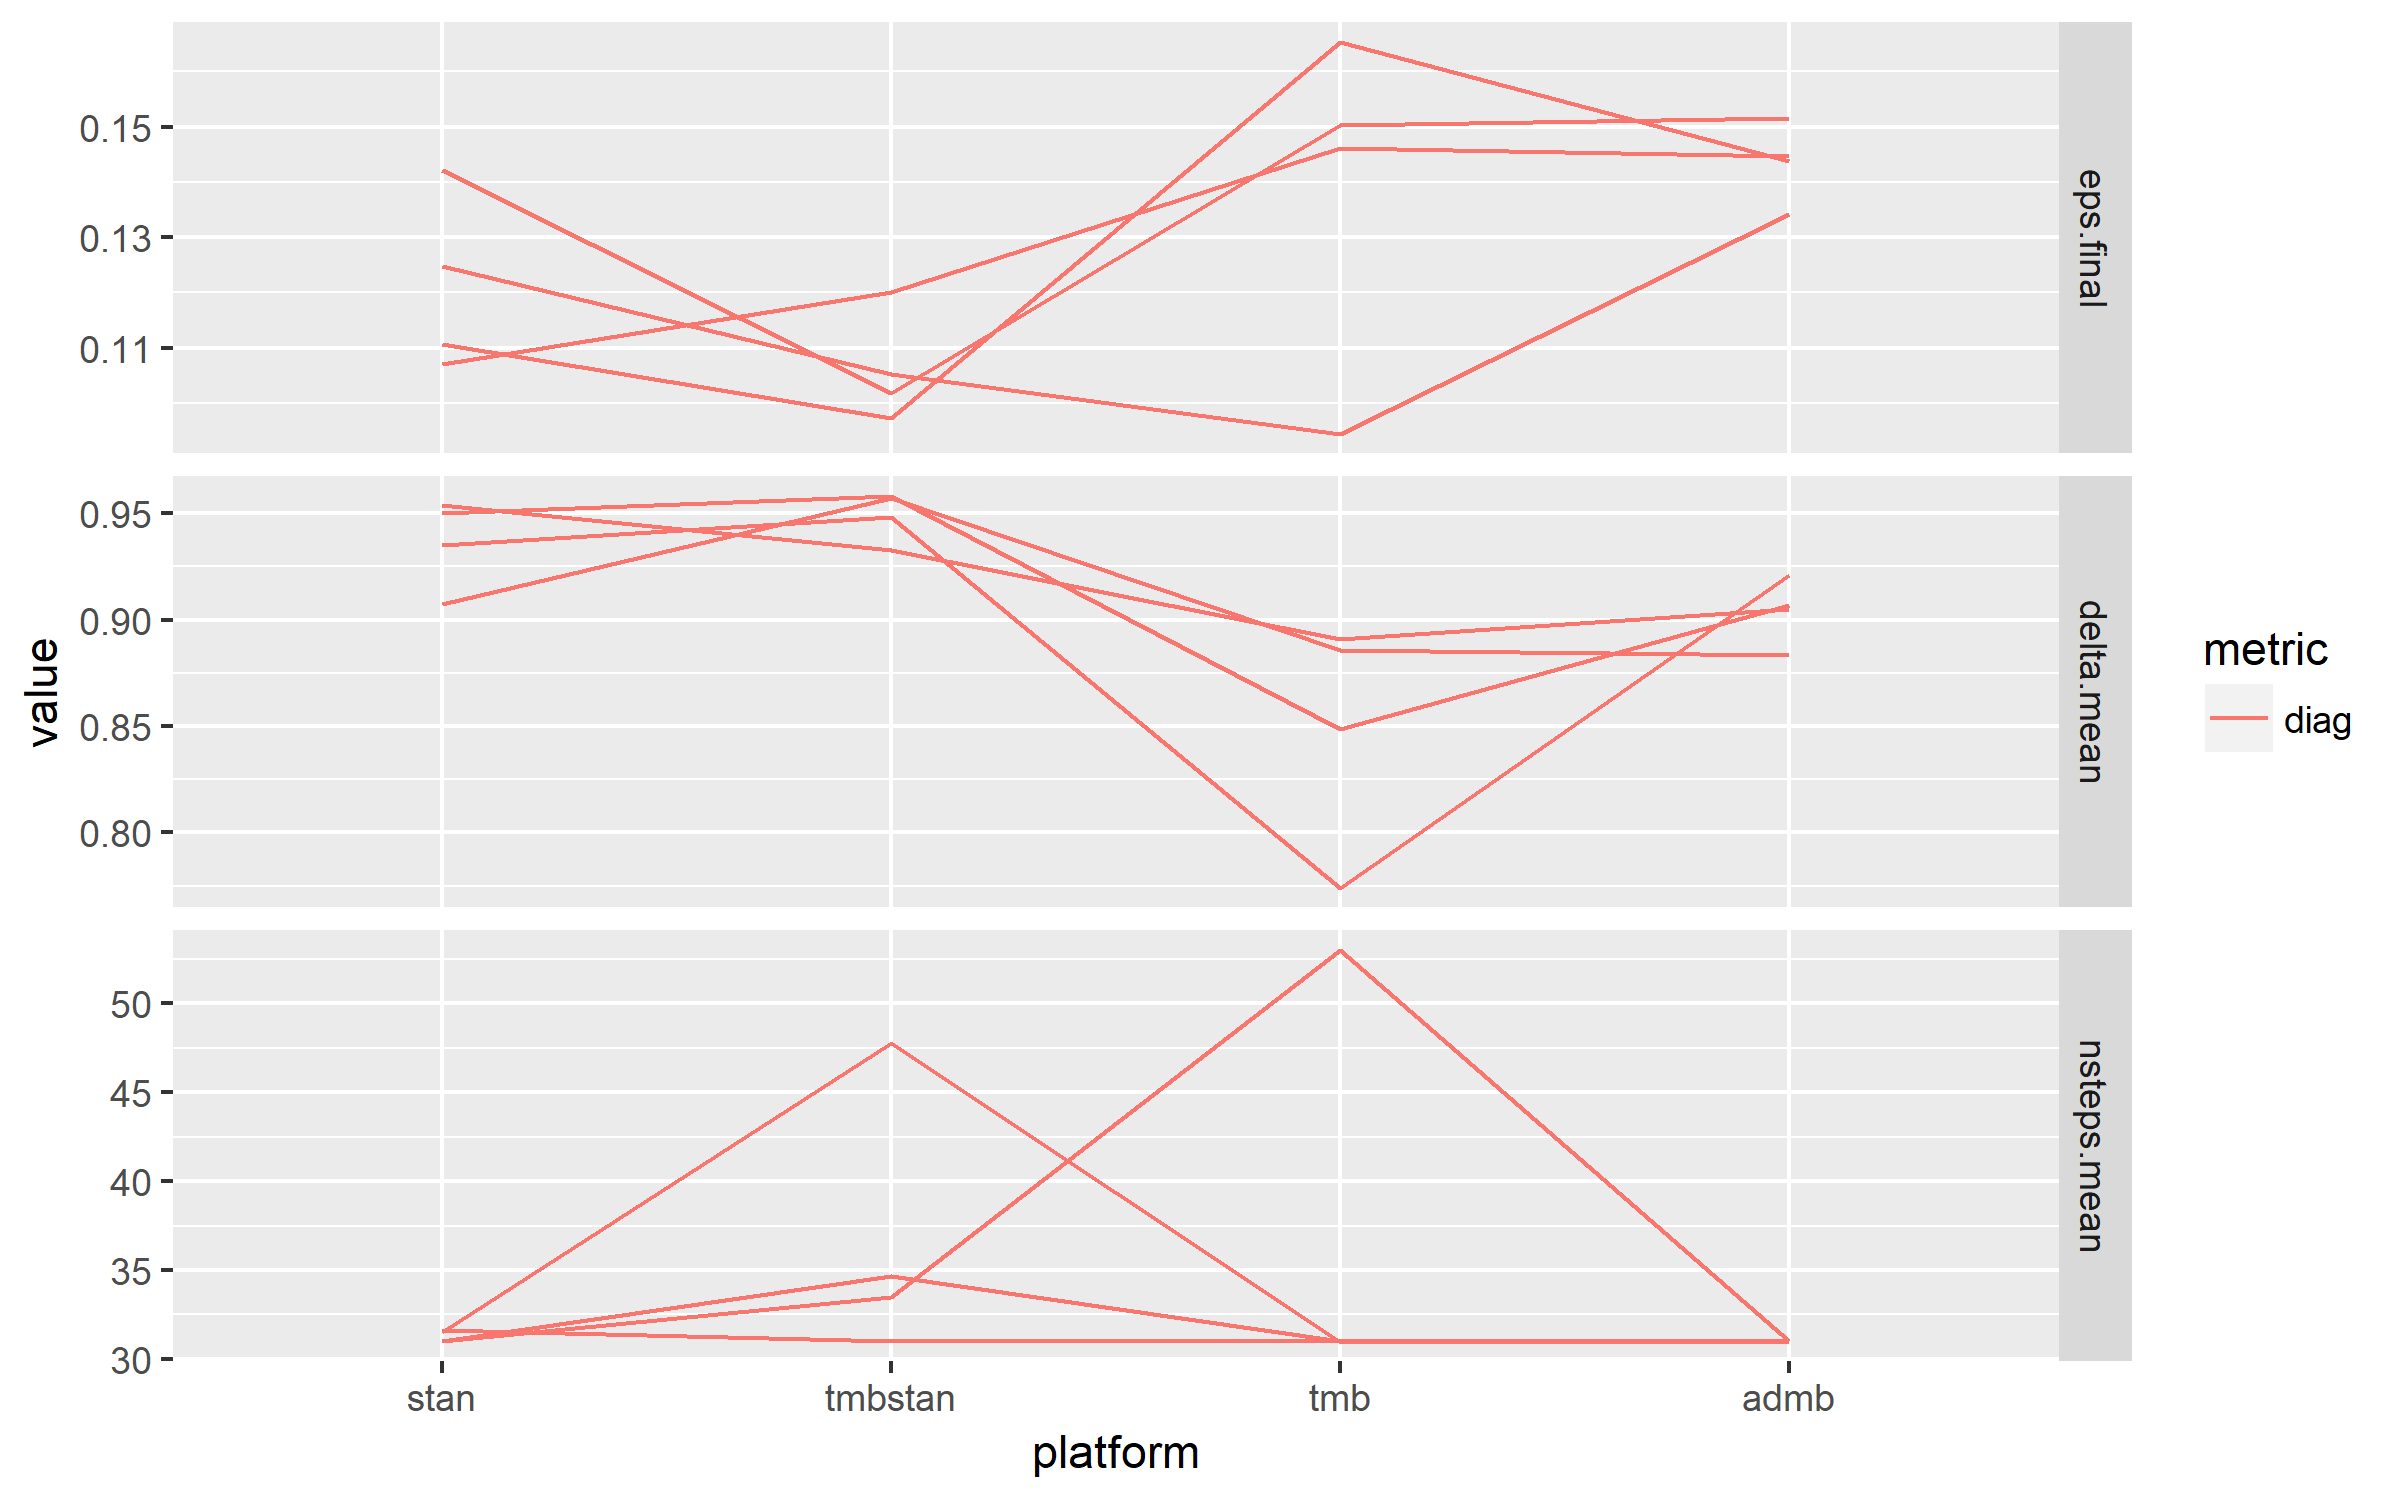 0.15
0.13
0.11
eps.final
0.95
0.90
0.85
0.80
delta.mean
50
45
40
35
30
nsteps.mean
value
stan
tmbstan
tmb
admb
platform
metric
diag